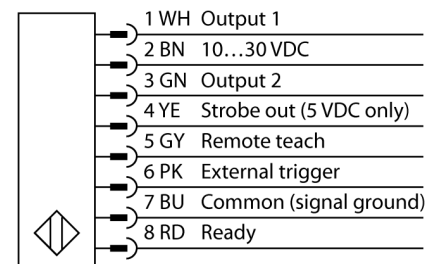 1 WH Output 1
2 BN 10...30 VDC
3 GN Output 2
4 YE Strobe out (5 VDC only)
5 GY Remote teach
6 PK External trigger
7 BU Common (signal ground)
8 RD Ready